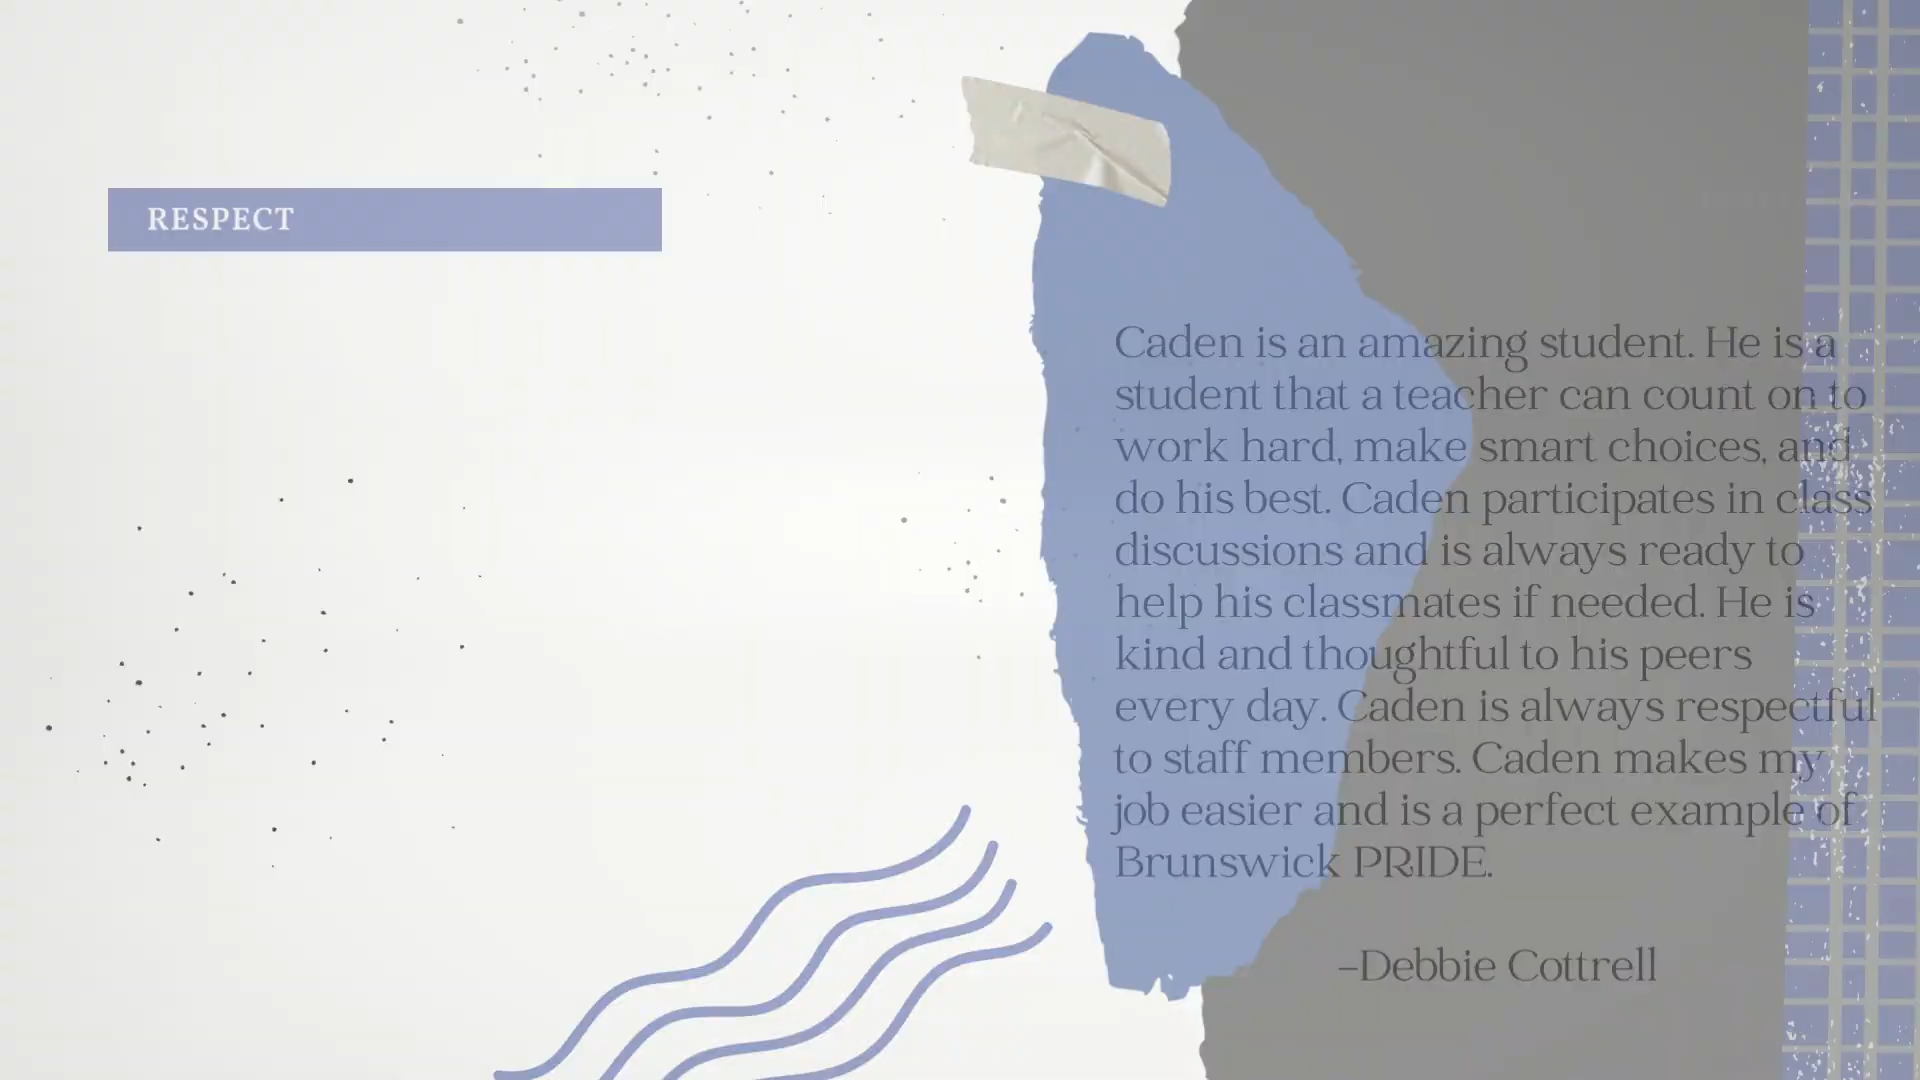 RESPECT
Caden is an amazing student. He is a
student that a teacher can count on to
work hard, make smart choices, and
do his best. Caden participates in class
discussions and is always ready to
help his classmates if needed. He is
kind and thoughtful to his peers
every day. Caden is always respectful
to staff members. Caden makes my
job easier and is a perfect example of
Brunswick PRIDE.
–Debbie Cottrell